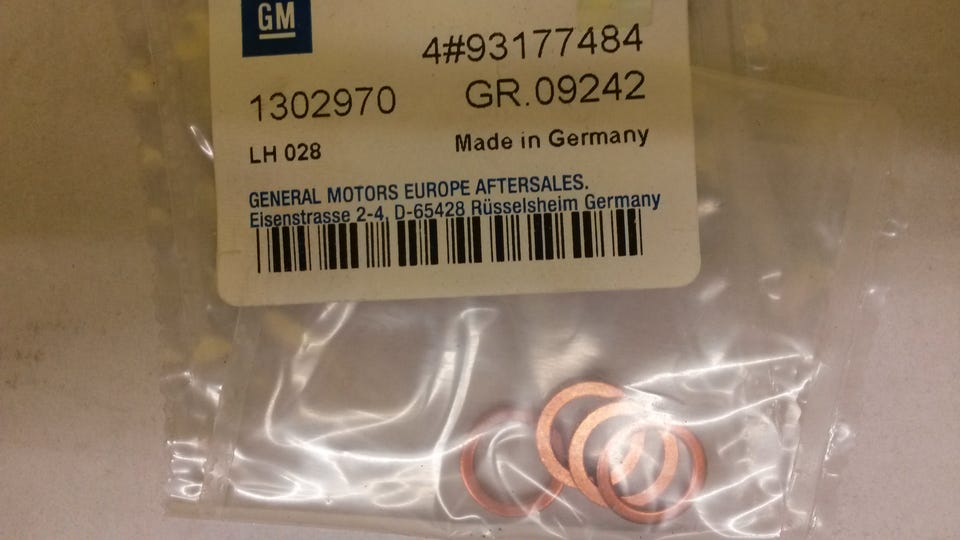 GM
4#93177484
1302970 GR.09242
LH 028 Made in Germany
GENERAL MOTORS EUROPE AFTERSALES.
Eisenstrasse 2-4, D-65428 Rüsselsheim Germany